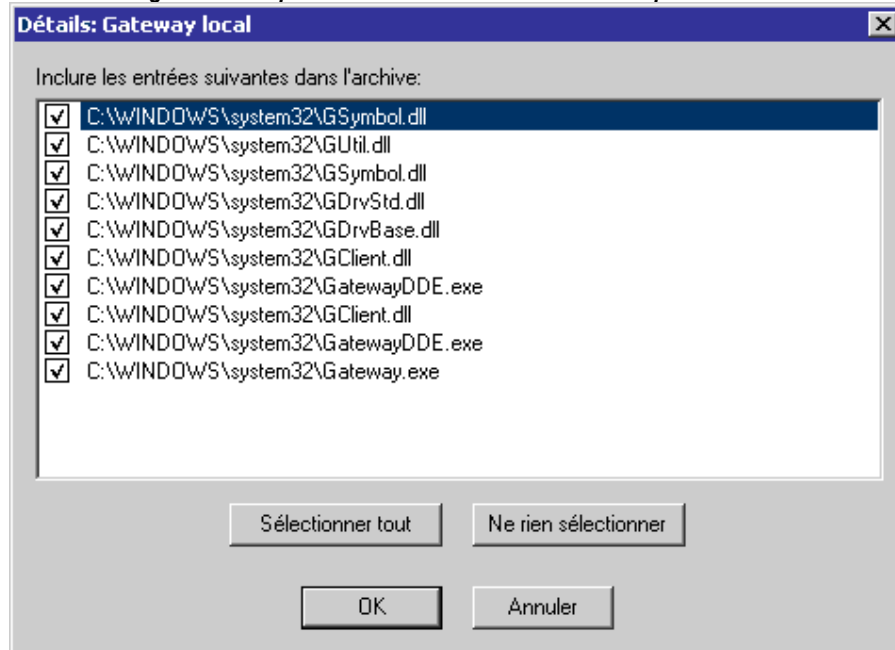 Détails: Gateway local
Inclure les entrées suivantes dans l'archive:
C:\WINDOWS\system32\GSymbol.dll
C:\WINDOWS\system32\GUtil.dll
C:\WINDOWS\system32\GSymbol.dll
C:\WINDOWS\system32\GDrvStd.dll
C:\WINDOWS\system32\GDrvBase.dll
C:\WINDOWS\system32\GClient.dll
C:\WINDOWS\system32\GatewayDDE.exe
C:\WINDOWS\system32\GClient.dll
C:\WINDOWS\system32\GatewayDDE.exe
C:\WINDOWS\system32\Gateway.exe
Sélectionner tout Ne rien sélectionner
OK Annuler